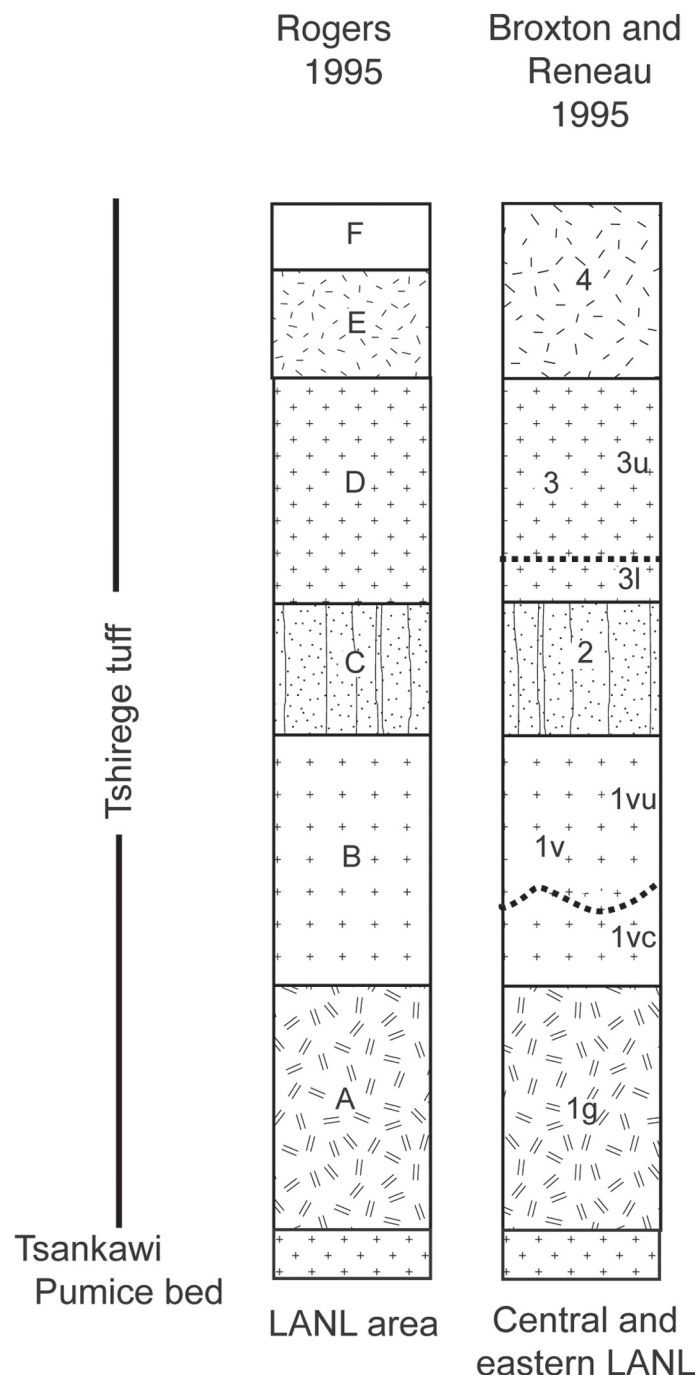 Rogers
1995
Broxton and
Reneau
1995
F
E
D
C
B
A
4
3
3u
3l
2
1vu
1v
1vc
1g
Tshirege tuff
Tsankawi
Pumice bed
LANL area
Central and
eastern LANL